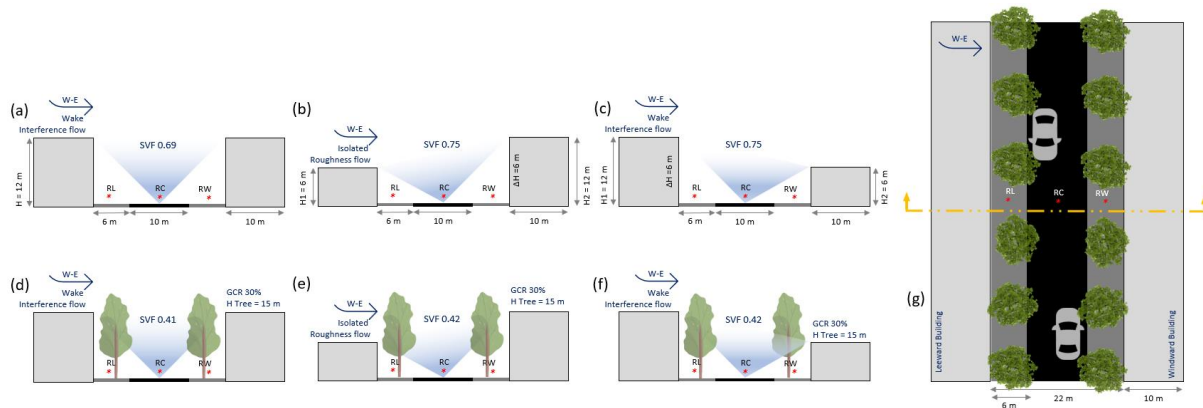 (a)
W-E
Wake
Interference flow
SVF 0.69
H = 12 m
RL
RC
RW
6 m
10 m
10 m
(b)
W-E
Isolated
Roughness flow
SVF 0.75
H1 = 6 m
RL
RC
RW
ΔH =6 m
H2 = 12 m
6 m
10 m
10 m
(c)
W-E
Wake
Interference flow
SVF 0.75
H1 = 12 m
ΔH =6 m
RL
RC
RW
H2 = 6 m
6 m
10 m
10 m
(d)
W-E
Wake
Interference flow
GCR 30%
H Tree = 15 m
SVF 0.41
RL
RC
RW
(e)
W-E
Isolated
Roughness flow
GCR 30%
H Tree = 15 m
SVF 0.42
RL
RC
RW
(f)
W-E
Wake
Interference flow
SVF 0.42
GCR 30%
H Tree = 15 m
RL
RC
RW
(g)
W-E
RL
RC
RW
Leeward Building
Windward Building
6 m
22 m
10 m